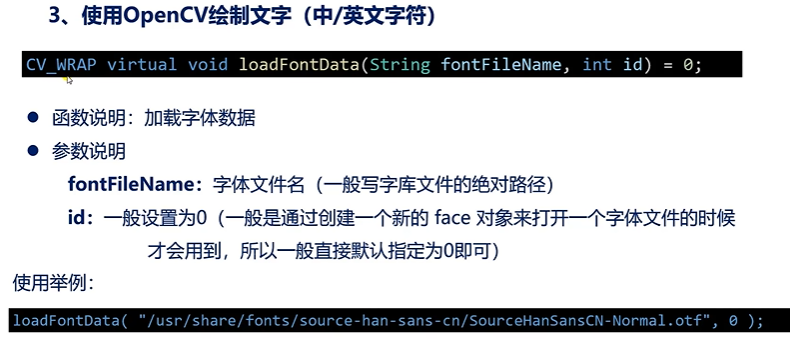 3、使用OpenCV绘制文字（中/英文字符）
CV_WRAP virtual void loadFontData(String fontFileName, int id) = 0;
● 函数说明：加载字体数据
● 参数说明
fontFileName：字体文件名（一般写字库文件的绝对路径）
id：一般设置为0（一般是通过创建一个新的 face 对象来打开一个字体文件的时候
才会用到，所以一般直接默认指定为0即可）
使用举例：
loadFontData( "/usr/share/fonts/source-han-sans-cn/SourceHanSansCN-Normal.otf", 0 );